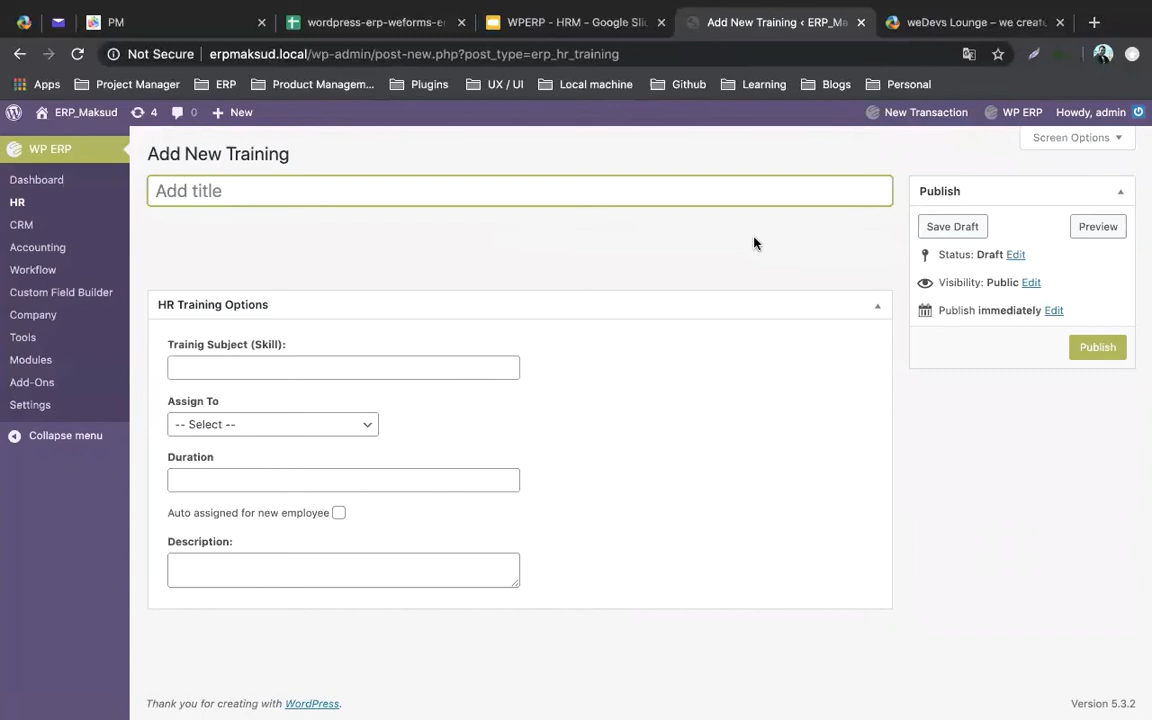 PM
wordpress-erp-weforms-er
WPERP - HRM - Google Slid
Add New Training ‹ ERP_Ma
weDevs Lounge – we creat
Not Secure
erpmaksud.local/wp-admin/post-new.php?post_type=erp_hr_training
Apps
Project Manager
ERP
Product Managem...
Plugins
UX / UI
Local machine
Github
Learning
Blogs
Personal
ERP_Maksud
4
0
New
New Transaction
WP ERP
Howdy, admin
WP ERP
Dashboard
HR
CRM
Accounting
Workflow
Custom Field Builder
Company
Tools
Modules
Add-Ons
Settings
Collapse menu
Screen Options
Add New Training
Add title
HR Training Options
Trainig Subject (Skill):
Assign To
-- Select --
Duration
Auto assigned for new employee
Description:
Publish
Save Draft
Preview
Status: Draft Edit
Visibility: Public Edit
Publish immediately Edit
Publish
Thank you for creating with WordPress.
Version 5.3.2